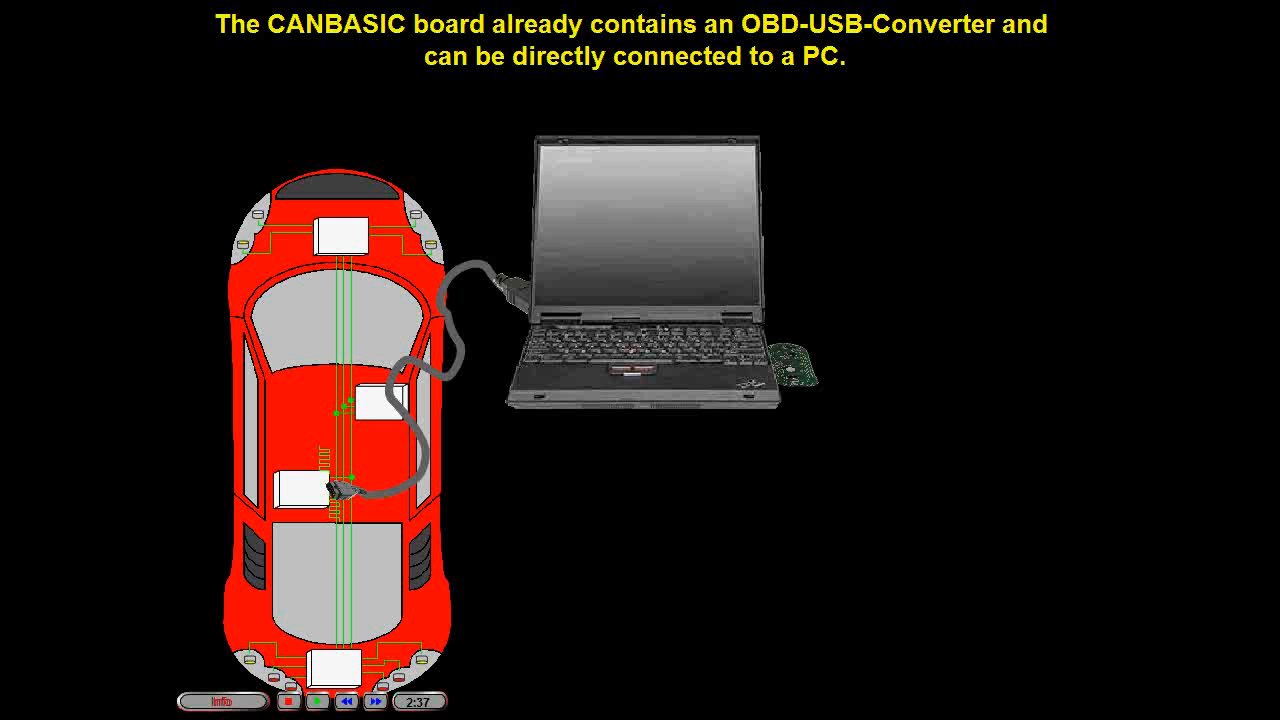 The CANBASIC board already contains an OBD-USB-Converter and
can be directly connected to a PC.
Info
2:37